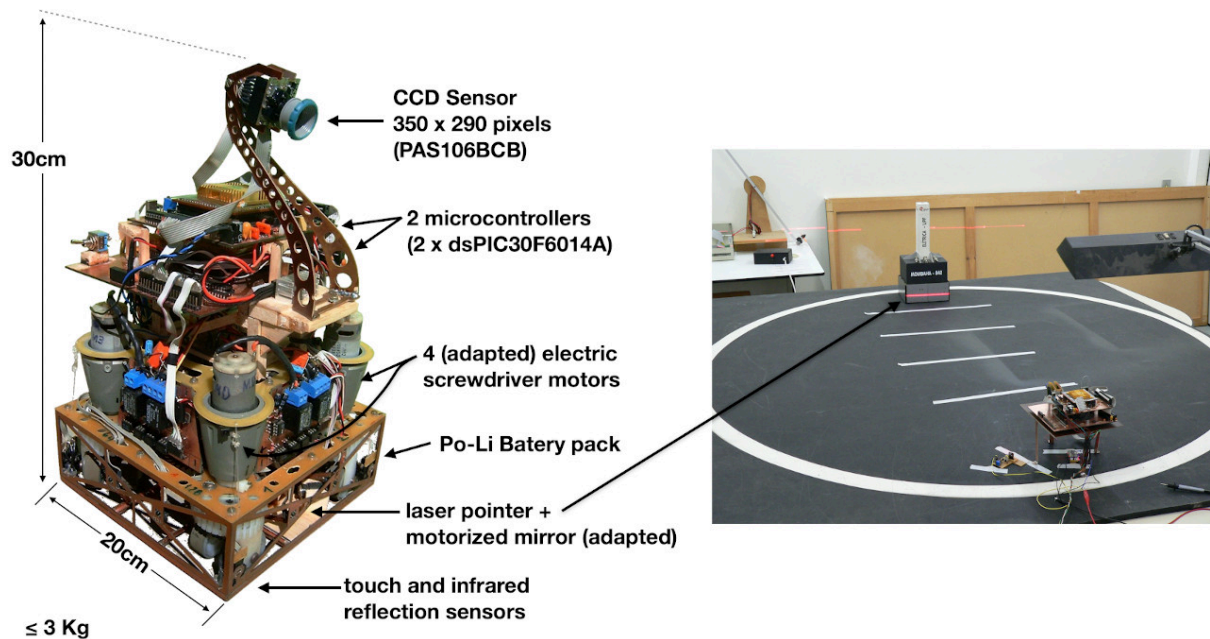 30cm
CCD Sensor
350 x 290 pixels
(PAS106BCB)
2 microcontrollers
(2 x dsPIC30F6014A)
4 (adapted) electric
screwdriver motors
Po-Li Batery pack
laser pointer +
motorized mirror (adapted)
touch and infrared
reflection sensors
20cm
≤ 3 Kg